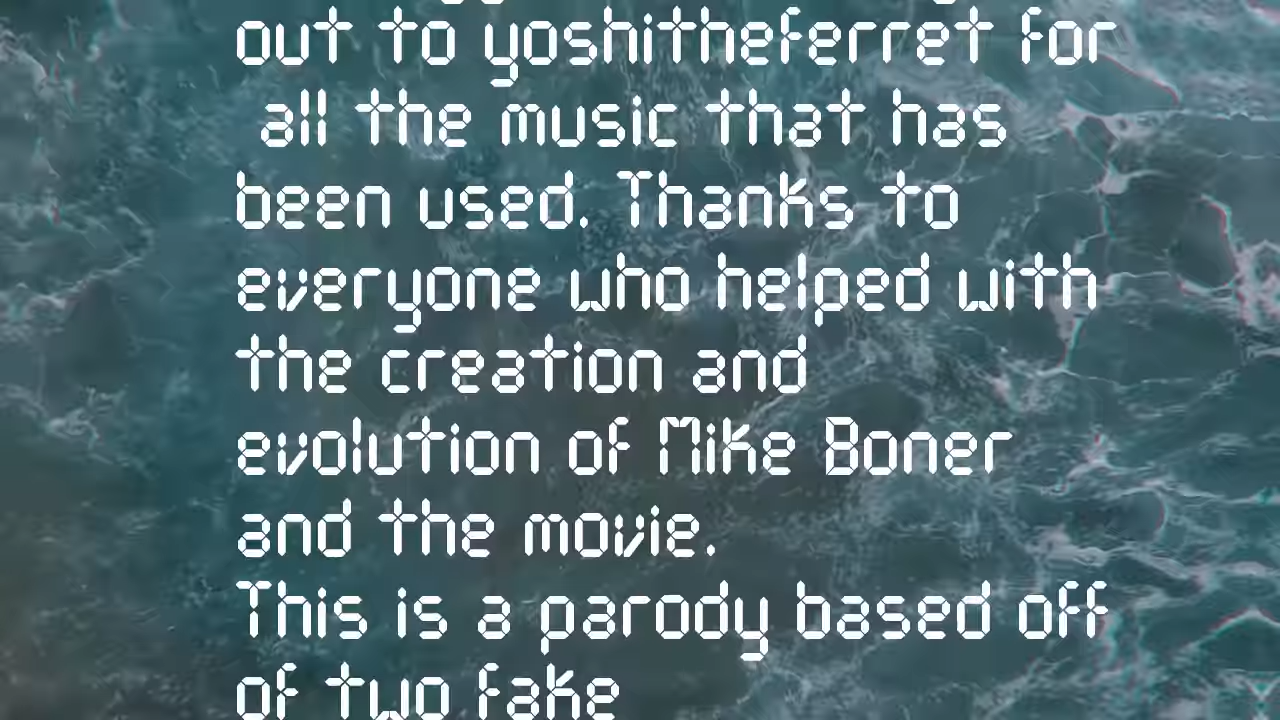 out to yoshitheferret for
all the music that has
been used. Thanks to
everyone who helped with
the creation and
evolution of Mike Boner
and the movie.
This is a parody based off
of two fake